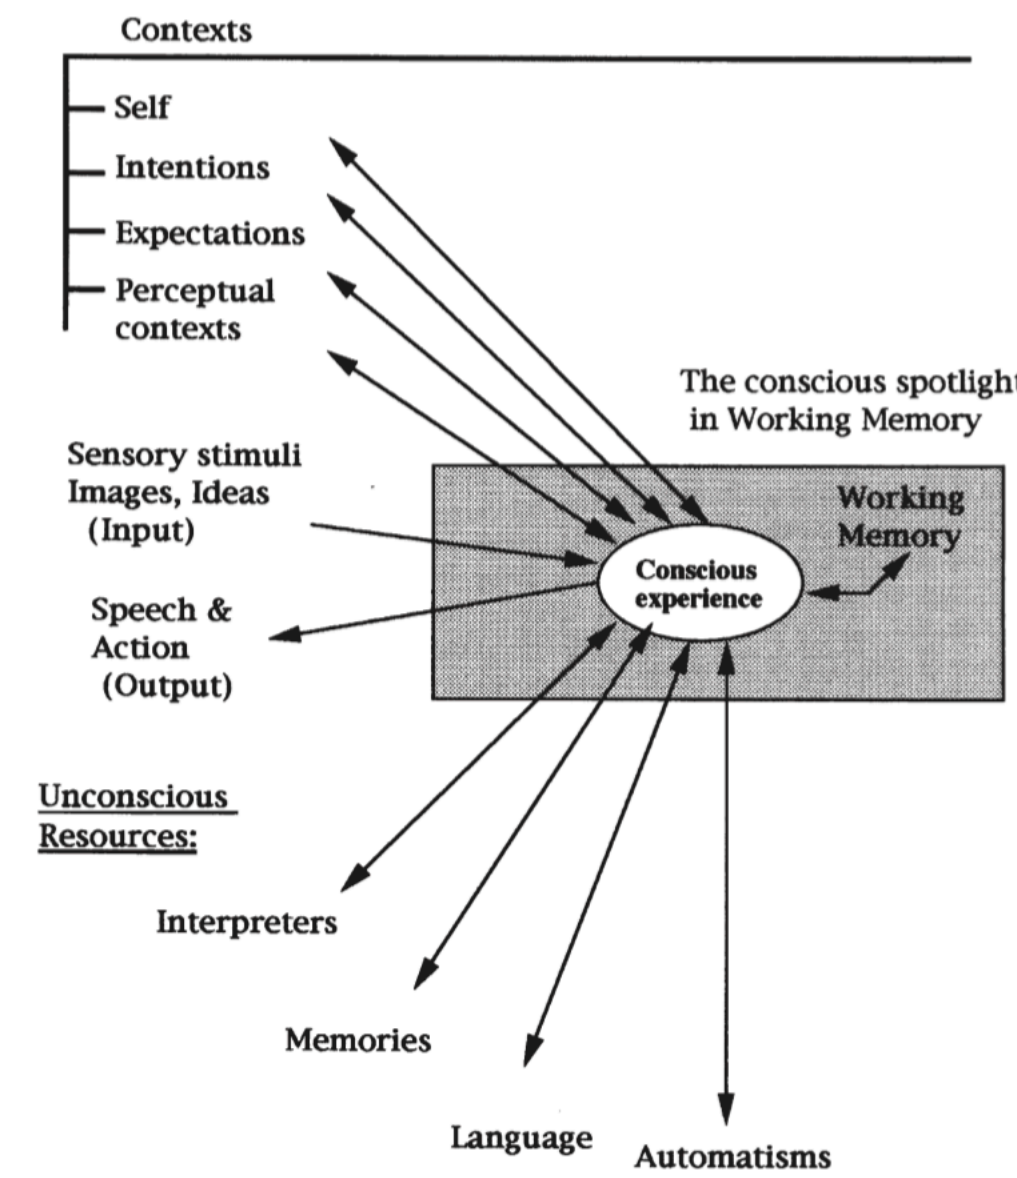 Contexts
Self
Intentions
Expectations
Perceptual
contexts
The conscious spotlight
in Working Memory
Sensory stimuli
Images, Ideas
(Input)
Working
Memory
Conscious
experience
Speech &
Action
(Output)
Unconscious
Resources:
Interpreters
Memories
Language
Automatisms